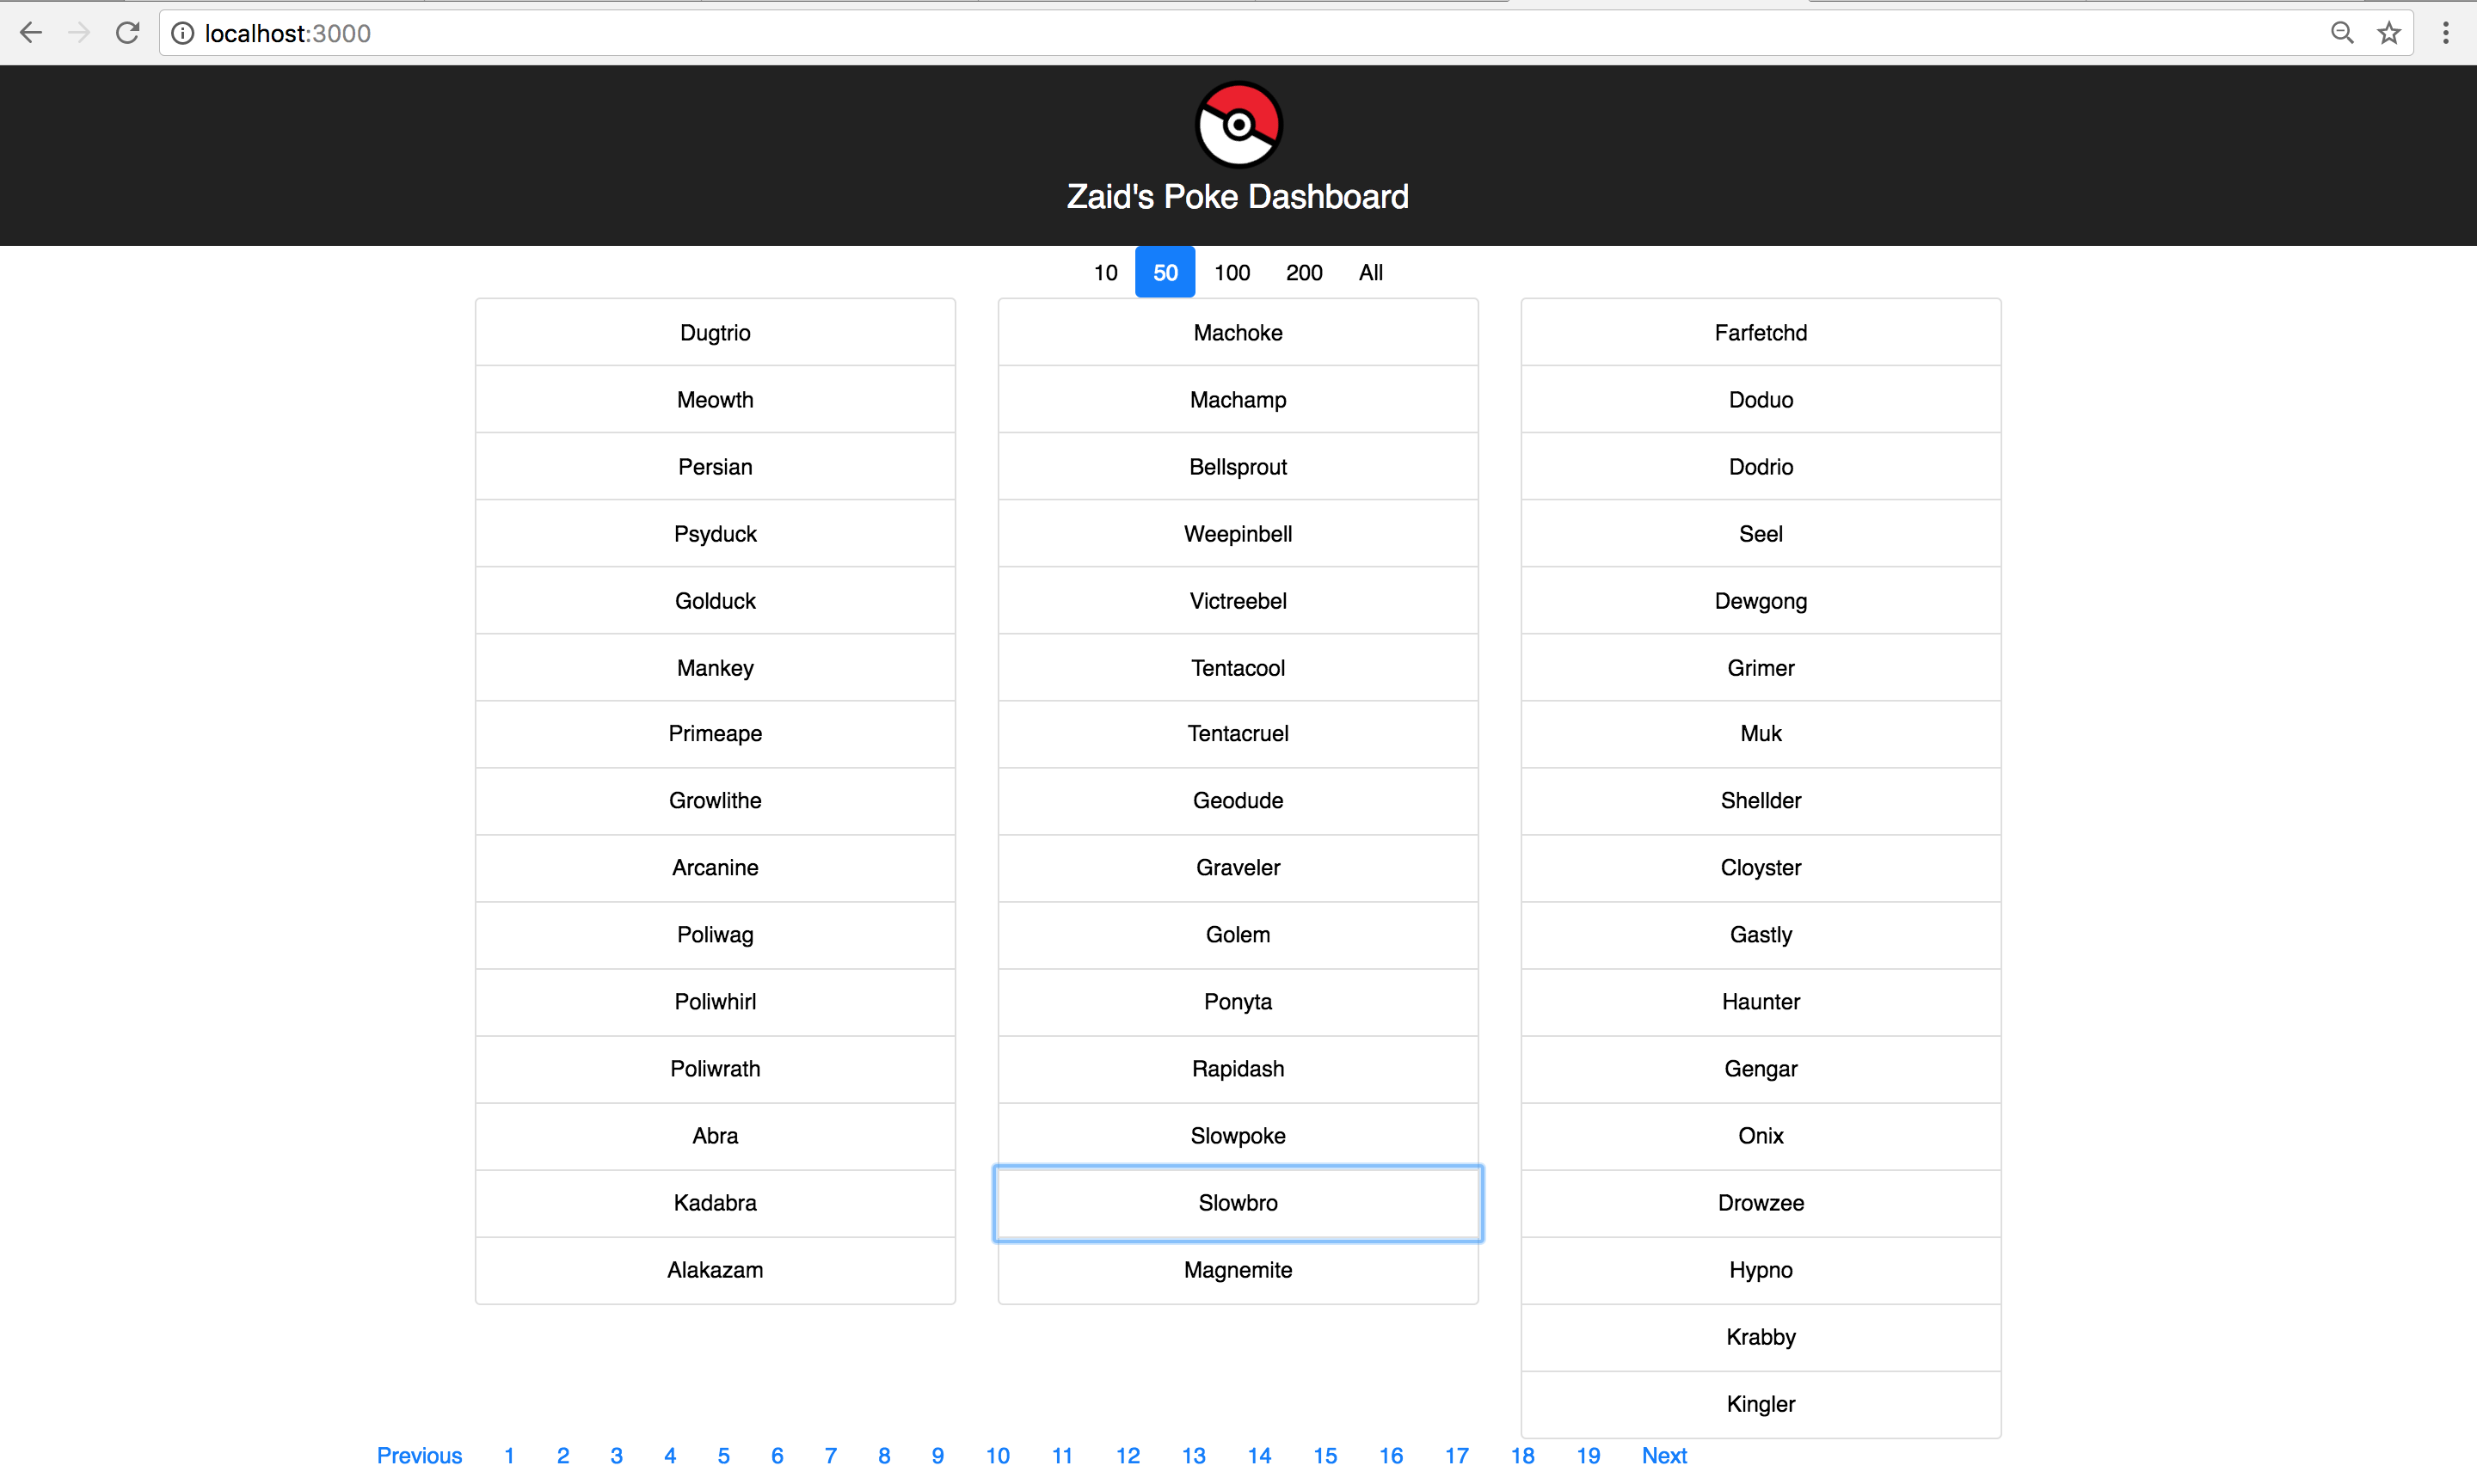 localhost:3000
Zaid's Poke Dashboard
10 50 100 200 All
Dugtrio
Meowth
Persian
Psyduck
Golduck
Mankey
Primeape
Growlithe
Arcanine
Poliwag
Poliwhirl
Poliwrath
Abra
Kadabra
Alakazam
Machoke
Machamp
Bellsprout
Weepinbell
Victreebel
Tentacool
Tentacruel
Geodude
Graveler
Golem
Ponyta
Rapidash
Slowpoke
Slowbro
Magnemite
Farfetchd
Doduo
Dodrio
Seel
Dewgong
Grimer
Muk
Shellder
Cloyster
Gastly
Haunter
Gengar
Onix
Drowzee
Hypno
Krabby
Kingler
Previous 1 2 3 4 5 6 7 8 9 10 11 12 13 14 15 16 17 18 19 Next